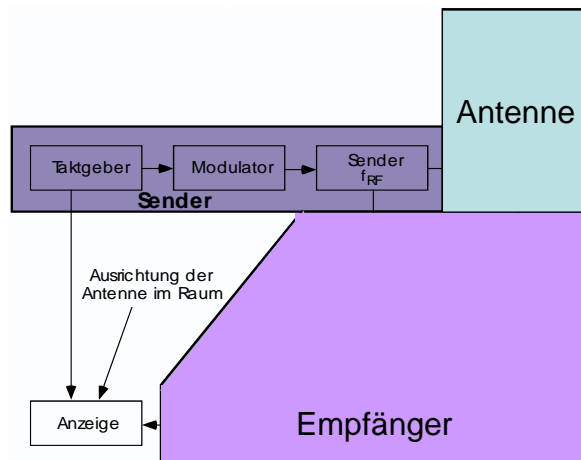 Antenne
Taktgeber
Modulator
Sender
fRF
Sender
Ausrichtung der
Antenne im Raum
Anzeige
Empfänger